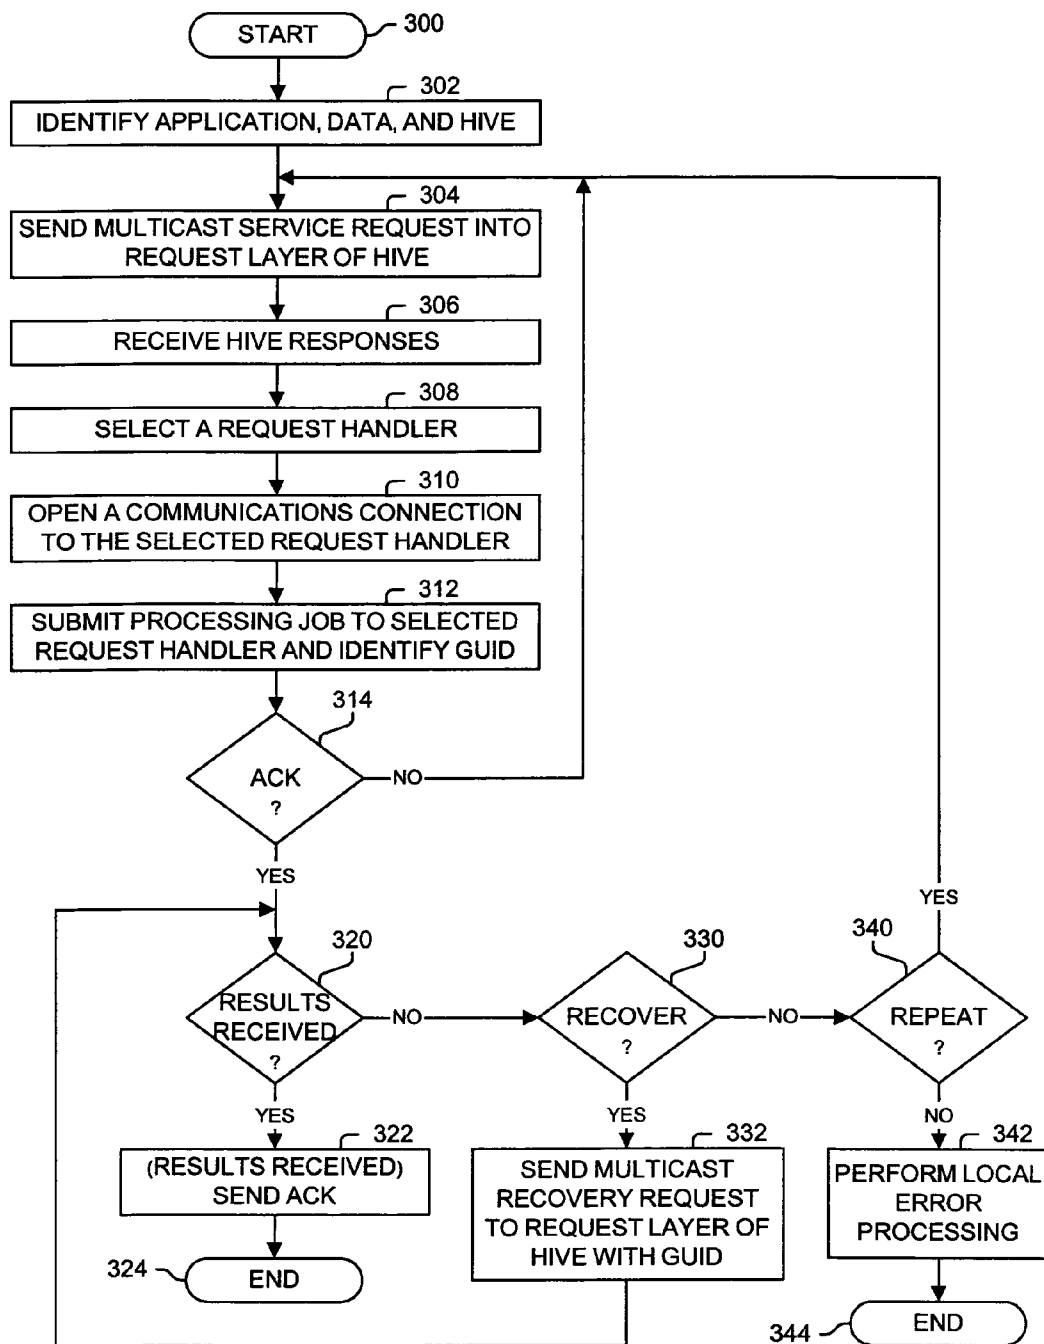 START
300
302
IDENTIFY APPLICATION, DATA, AND HIVE
304
SEND MULTICAST SERVICE REQUEST INTO
REQUEST LAYER OF HIVE
306
RECEIVE HIVE RESPONSES
308
SELECT A REQUEST HANDLER
310
OPEN A COMMUNICATIONS CONNECTION
TO THE SELECTED REQUEST HANDLER
312
SUBMIT PROCESSING JOB TO SELECTED
REQUEST HANDLER AND IDENTIFY GUID
314
ACK
?
NO
YES
320
RESULTS
RECEIVED
?
NO
YES
330
RECOVER
?
NO
YES
340
REPEAT
?
YES
NO
322
(RESULTS RECEIVED)
SEND ACK
324
END
332
SEND MULTICAST
RECOVERY REQUEST
TO REQUEST LAYER OF
HIVE WITH GUID
342
PERFORM LOCAL
ERROR
PROCESSING
344
END